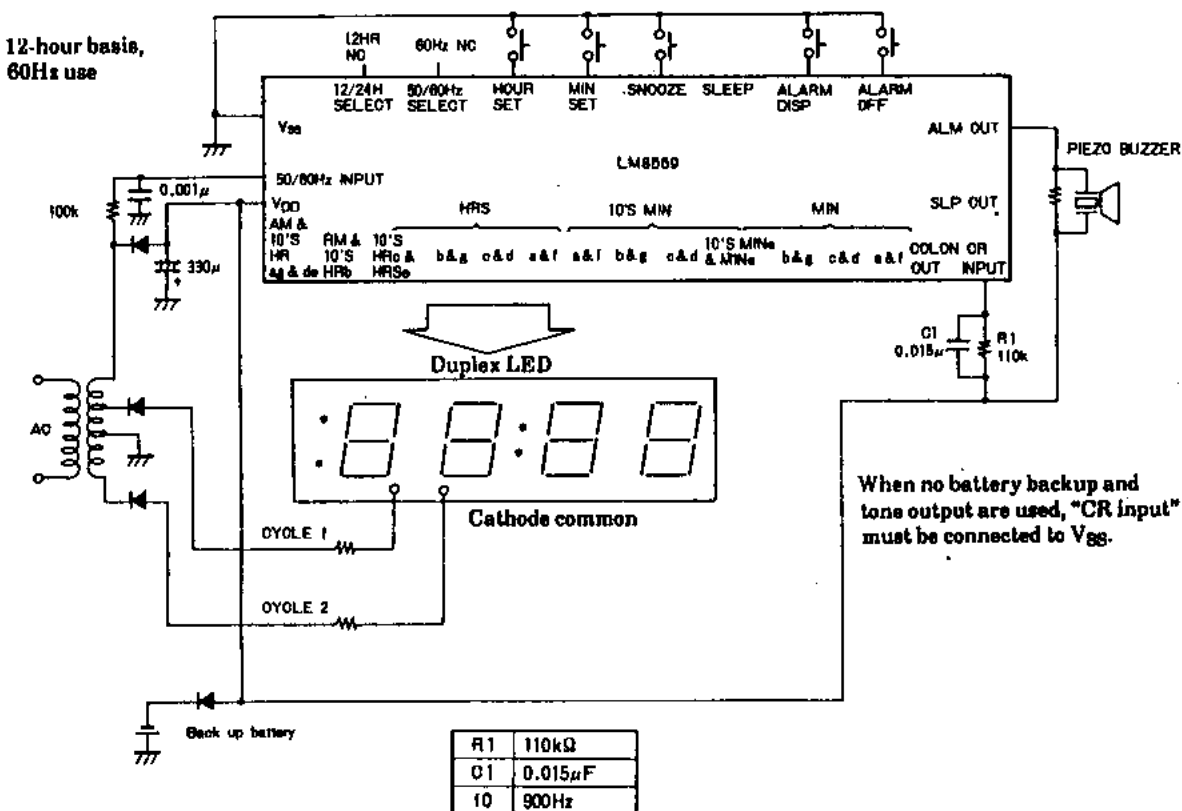 12-hour basis,
60Hz use
12HR
NC
60Hz NC
12/24H
SELECT
50/60Hz
SELECT
HOUR
SET
MIN
SET
SNOOZE
SLEEP
ALARM
DISP
ALARM
OFF
VSS
ALM OUT
PIEZO BUZZER
LM8569
50/60Hz INPUT
0.001μ
100k
VDD
SLP OUT
HRS
10'S MIN
MIN
AM &
10'S
HR
ag & de
AM &
10'S
HRb
10'S
HRc &
HRSe
b&g c&d a&f
a&f b&g c&d
10'S MINe
& MINe
b&g c&d a&f
COLON
OUT
CR
INPUT
330μ
+
C1
0.015μ
R1
110k
Duplex LED
AC
Cathode common
When no battery backup and
tone output are used, "CR input"
must be connected to VSS.
CYCLE 1
CYCLE 2
Back up battery
R1 110kΩ
C1 0.015μF
f0 900Hz